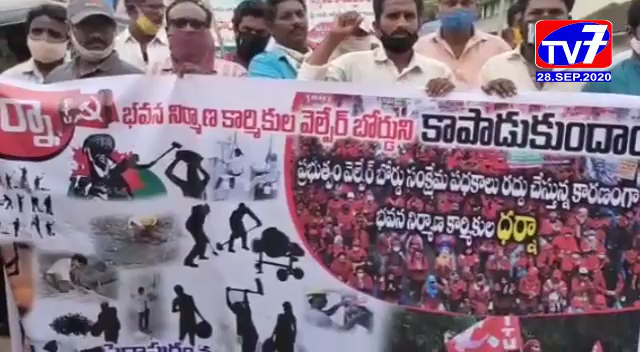 TV7
28.SEP.2020
ర్నా
భవన నిర్మాణ కార్మికుల వెల్ఫేర్ బోర్డుని కాపాడుకుందాం
ప్రభుత్వం వెల్ఫేర్ బోర్డు సంక్షేమ పథకాలు రద్దు చేస్తున్న కారణంగా
భవన నిర్మాణ కార్మికుల ధర్నా